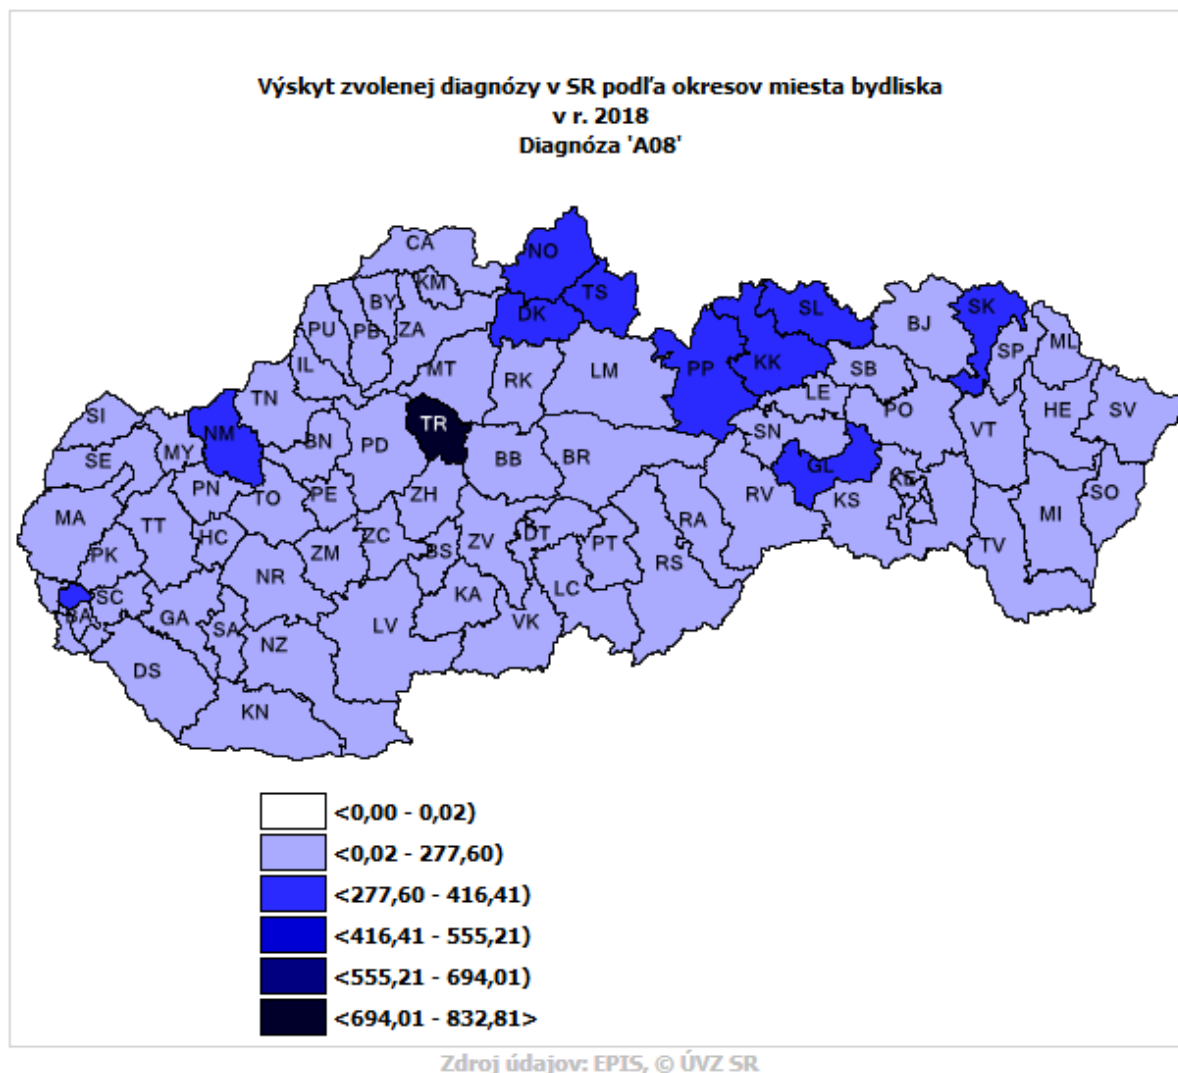 Výskyt zvolenej diagnózy v SR podľa okresov miesta bydliska
v r. 2018
Diagnóza 'A08'
CA
NO
KM
TS
BY
DK
SL
SK
PU
PB
ZA
BJ
ML
SP
IL
MT
RK
LM
PP
KK
SB
TN
LE
SI
TR
PO
HE
SV
NM
SN
VT
MY
BN
PD
BB
BR
SE
GL
PN
TO
PE
ZH
RV
KS
KE
SO
MA
TT
HC
ZC
RA
MI
PK
ZM
BS
ZV
DT
PT
TV
NR
RS
SC
KA
LC
BA
GA
SA
LV
VK
NZ
DS
KN
<0,00 - 0,02)
<0,02 - 277,60)
<277,60 - 416,41)
<416,41 - 555,21)
<555,21 - 694,01)
<694,01 - 832,81>
Zdroj údajov: EPIS, © ÚVZ SR